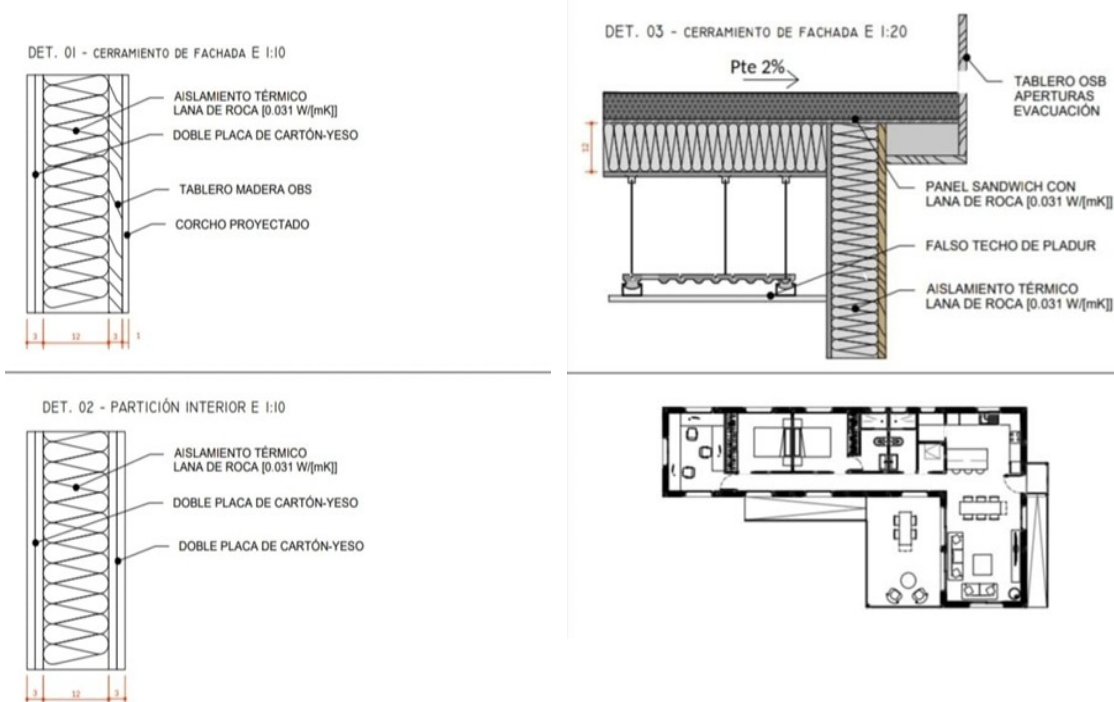 DET. 01 - CERRAMIENTO DE FACHADA E 1:10
AISLAMIENTO TÉRMICO
LANA DE ROCA [0.031 W/[mK]]
DOBLE PLACA DE CARTÓN-YESO
TABLERO MADERA OBS
CORCHO PROYECTADO
3 12 3 1
DET. 03 - CERRAMIENTO DE FACHADA E 1:20
Pte 2%
TABLERO OSB
APERTURAS
EVACUACIÓN
12
PANEL SANDWICH CON
LANA DE ROCA [0.031 W/[mK]]
FALSO TECHO DE PLADUR
AISLAMIENTO TÉRMICO
LANA DE ROCA [0.031 W/[mK]]
DET. 02 - PARTICIÓN INTERIOR E 1:10
AISLAMIENTO TÉRMICO
LANA DE ROCA [0.031 W/[mK]]
DOBLE PLACA DE CARTÓN-YESO
DOBLE PLACA DE CARTÓN-YESO
3 12 3